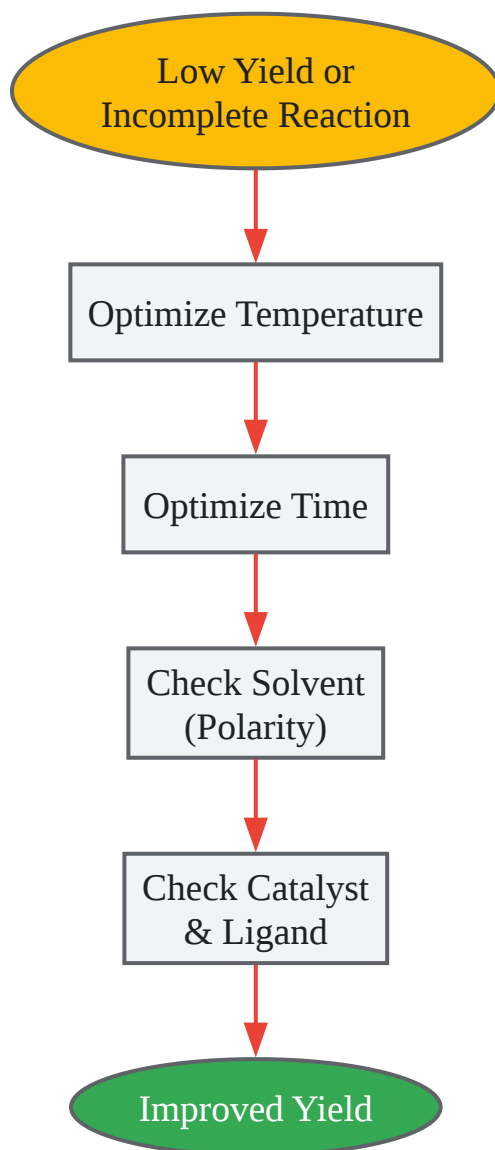 Low Yield or
Incomplete Reaction
Optimize Temperature
Optimize Time
Check Solvent
(Polarity)
Check Catalyst
& Ligand
Improved Yield